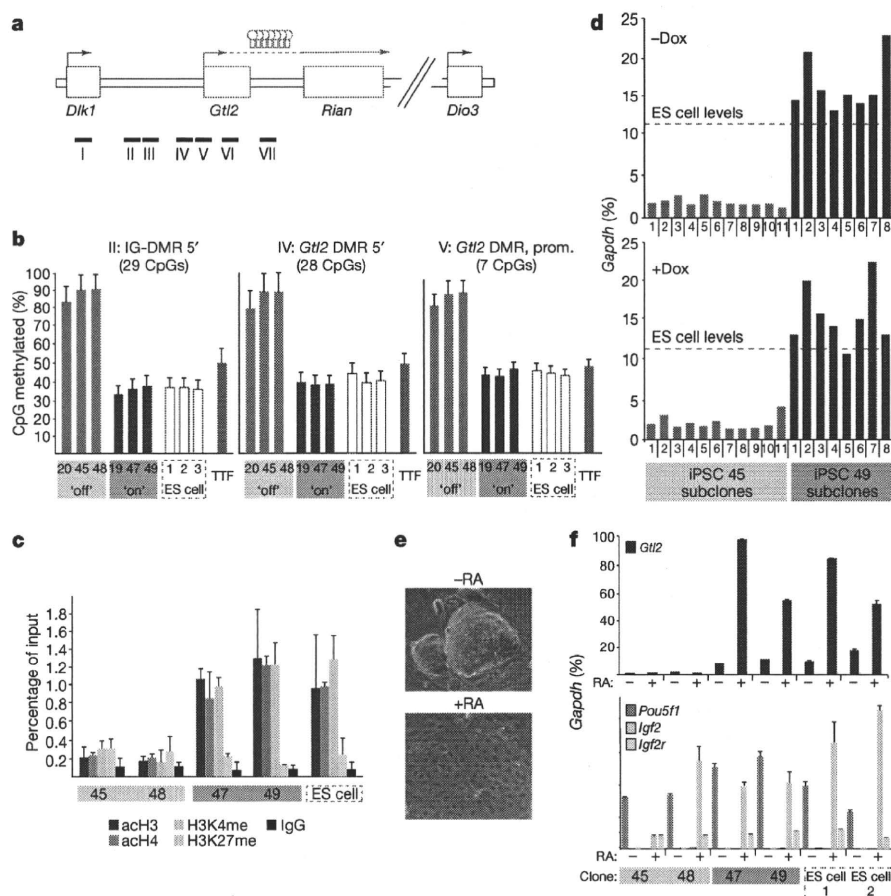 a
Dlk1 Gtl2 Rian Dio3
I II III IV V VI VII
b
II: IG-DMR 5′
(29 CpGs)
IV: Gtl2 DMR 5′
(28 CpGs)
V: Gtl2 DMR, prom.
(7 CpGs)
CpG methylated (%)
100
90
80
70
60
50
40
30
20
10
20 45 48 19 47 49 1 2 3 TTF
'off' 'on' ES cell
20 45 48 19 47 49 1 2 3 TTF
'off' 'on' ES cell
20 45 48 19 47 49 1 2 3 TTF
'off' 'on' ES cell
c
Percentage of input
1.8
1.6
1.4
1.2
1.0
0.8
0.6
0.4
0.2
45 48 47 49 ES cell
acH3 H3K4me IgG
acH4 H3K27me
d
Gapdh (%)
–Dox
ES cell levels
25
20
15
10
5
0
1 2 3 4 5 6 7 8 9 10 11 1 2 3 4 5 6 7 8
+Dox
ES cell levels
25
20
15
10
5
0
1 2 3 4 5 6 7 8 9 10 11 1 2 3 4 5 6 7 8
iPSC 45
subclones
iPSC 49
subclones
e
–RA
+RA
f
Gapdh (%)
Gtl2
100
80
60
40
20
RA: – + – + – + – + – + – +
Pou5f1
Igf2
Igf2r
RA: – + – + – + – + – + – +
Clone: 45 48 47 49 ES cell 1 ES cell 2